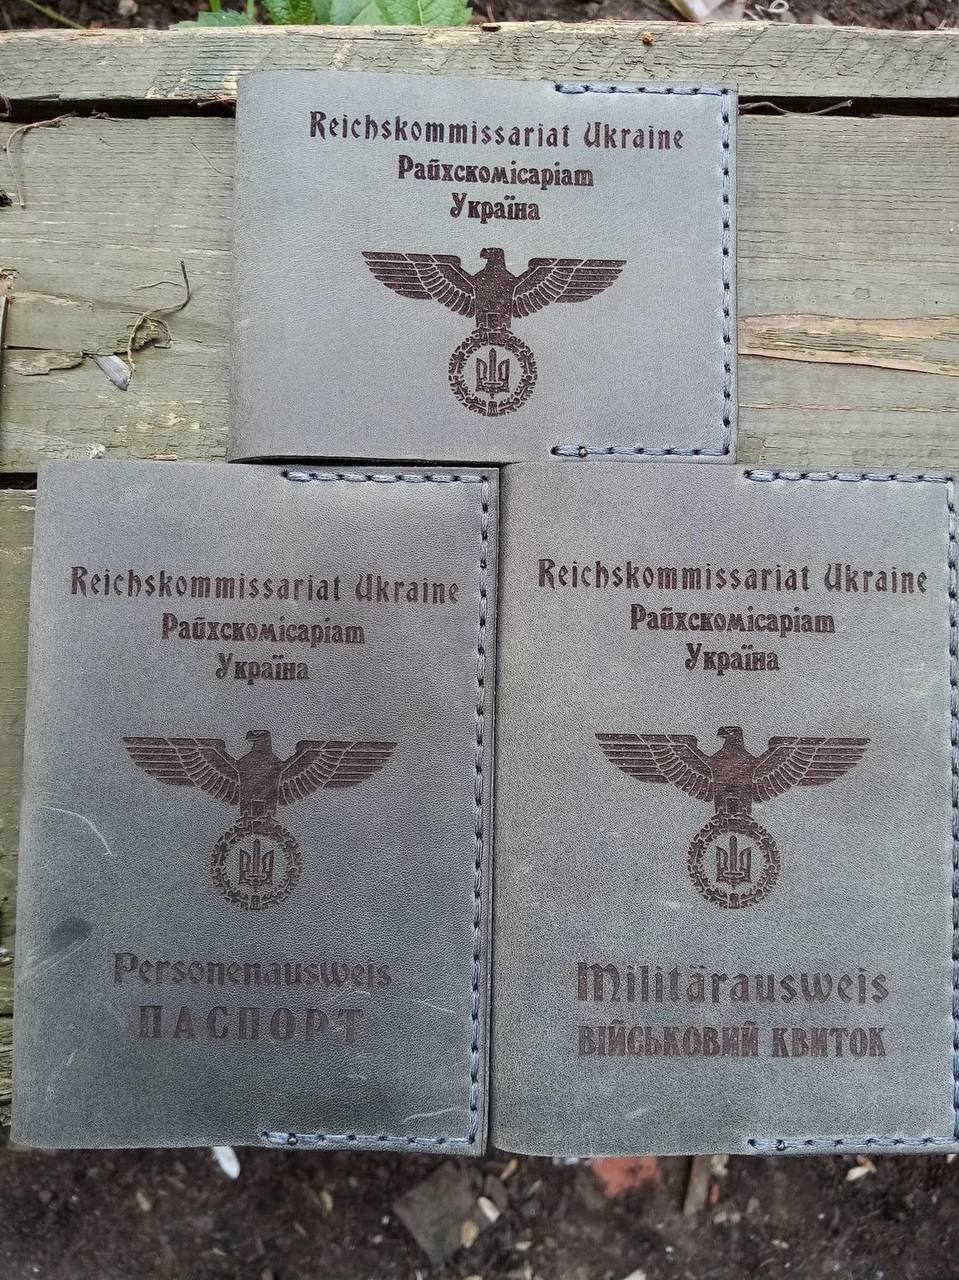 Reichskommissariat Ukraine
Райхскомісаріат
Україна
Reichskommissariat Ukraine
Райхскомісаріат
Україна
Personenausweis
ПАСПОРТ
Reichskommissariat Ukraine
Райхскомісаріат
Україна
Militärausweis
ВІЙСЬКОВИЙ КВИТОК